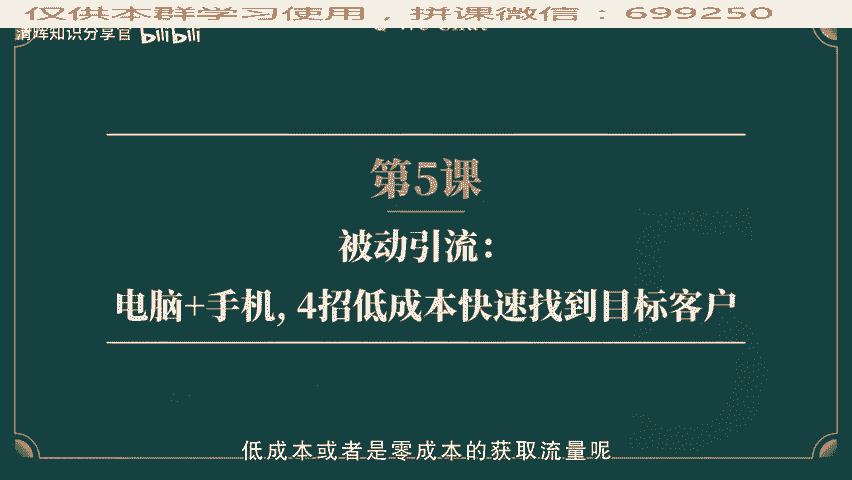 仅供本群学习使用，拼课微信：699250
清晖知识分享官 bilibili
第5课
被动引流：
电脑+手机，4招低成本快速找到目标客户
低成本或者是零成本的获取流量呢